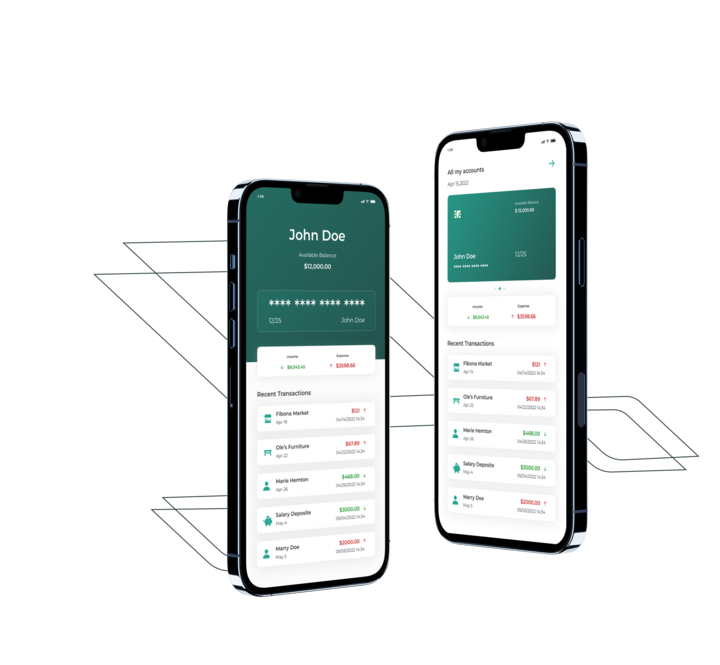 1:09
John Doe
Available Balance
$12,000.00
**** **** **** ****
12/25 John Doe
Income Expense
↓ $9,045.45 ↑ $3598.66
Recent Transactions
Fibona Market $121 ↑
Apr 19 04/14/2022 14:34
Ole's Furniture $67.89 ↑
Apr 22 04/22/2022 14:34
Marie Hemton $468.00 ↓
Apr 26 04/26/2022 14:34
Salary Deposite $3000.00 ↓
May 4 05/04/2022 14:34
Marry Doe $2000.00 ↑
May 5 05/05/2022 14:34
1:09
All my accounts →
Apr 15,2022
Available Balance
$ 12,000.00
John Doe 12/25
**** **** **** ****
Income Expense
↓ $9,045.45 ↑ $3598.66
Recent Transactions
Fibona Market $121 ↑
Apr 19 04/14/2022 14:34
Ole's Furniture $67.89 ↑
Apr 22 04/22/2022 14:34
Marie Hemton $468.00 ↓
Apr 26 04/26/2022 14:34
Salary Deposite $3000.00 ↓
May 4 05/04/2022 14:34
Marry Doe $2000.00 ↑
May 5 05/05/2022 14:34